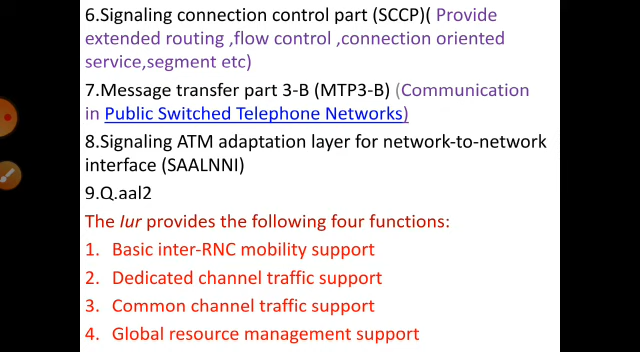 6.Signaling connection control part (SCCP)( Provide
extended routing ,flow control ,connection oriented
service,segment etc)
7.Message transfer part 3-B (MTP3-B) (Communication
in Public Switched Telephone Networks)
8.Signaling ATM adaptation layer for network-to-network
interface (SAALNNI)
9.Q.aal2
The Iur provides the following four functions:
1. Basic inter-RNC mobility support
2. Dedicated channel traffic support
3. Common channel traffic support
4. Global resource management support